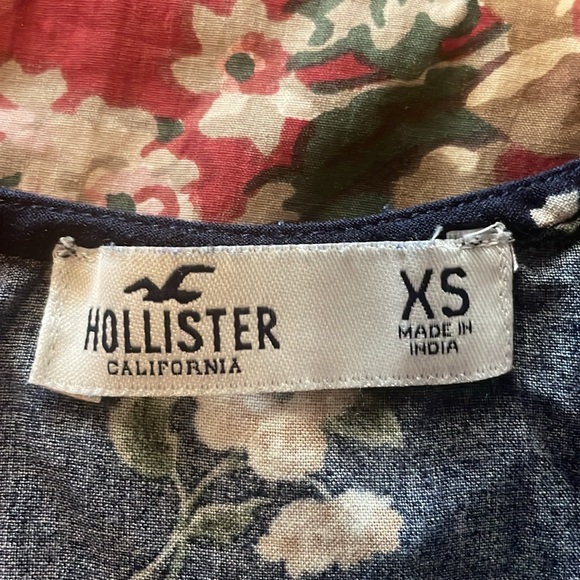 HOLLISTER
CALIFORNIA
XS
MADE IN
INDIA